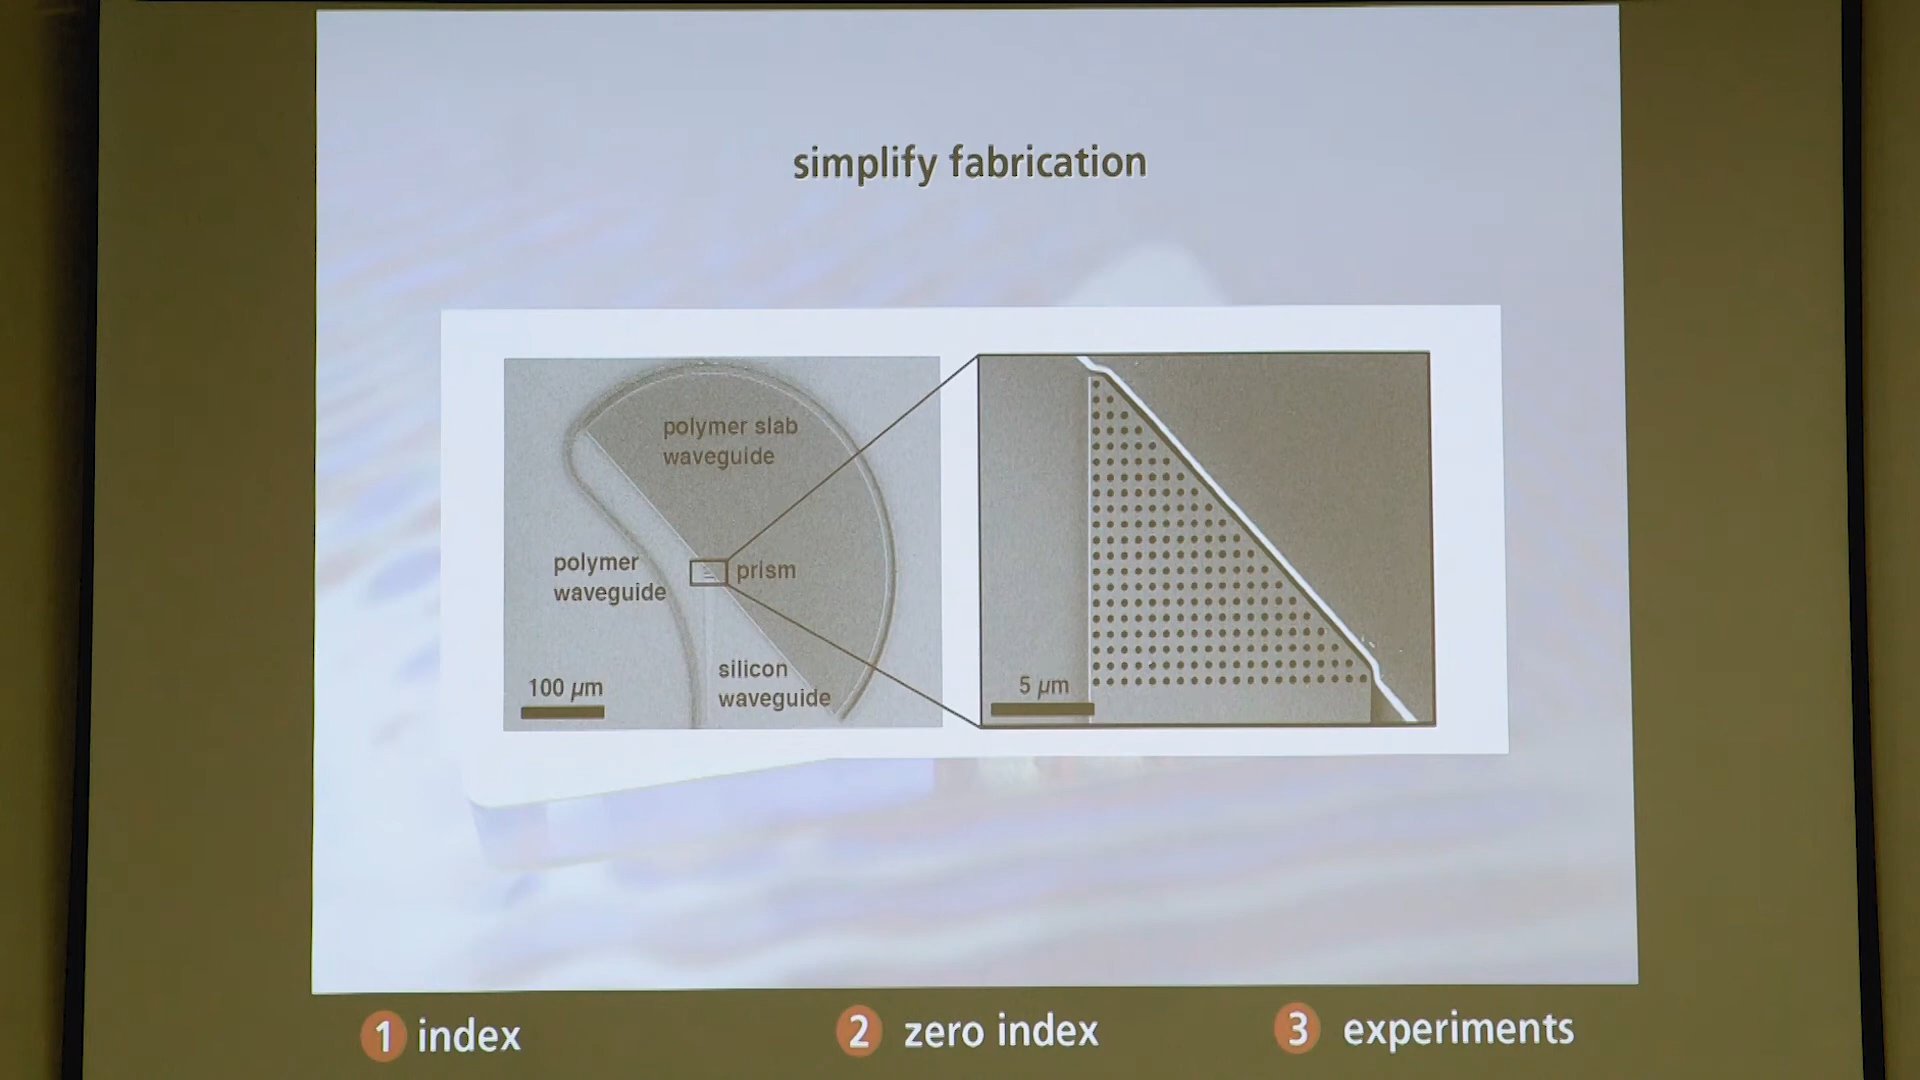 simplify fabrication
polymer slab
waveguide
polymer
waveguide
prism
silicon
waveguide
100 µm
5 µm
1 index
2 zero index
3 experiments